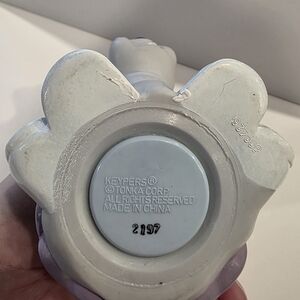 KEYPERS®
©TONKA CORP.
ALL RIGHTS RESERVED
MADE IN CHINA
2197